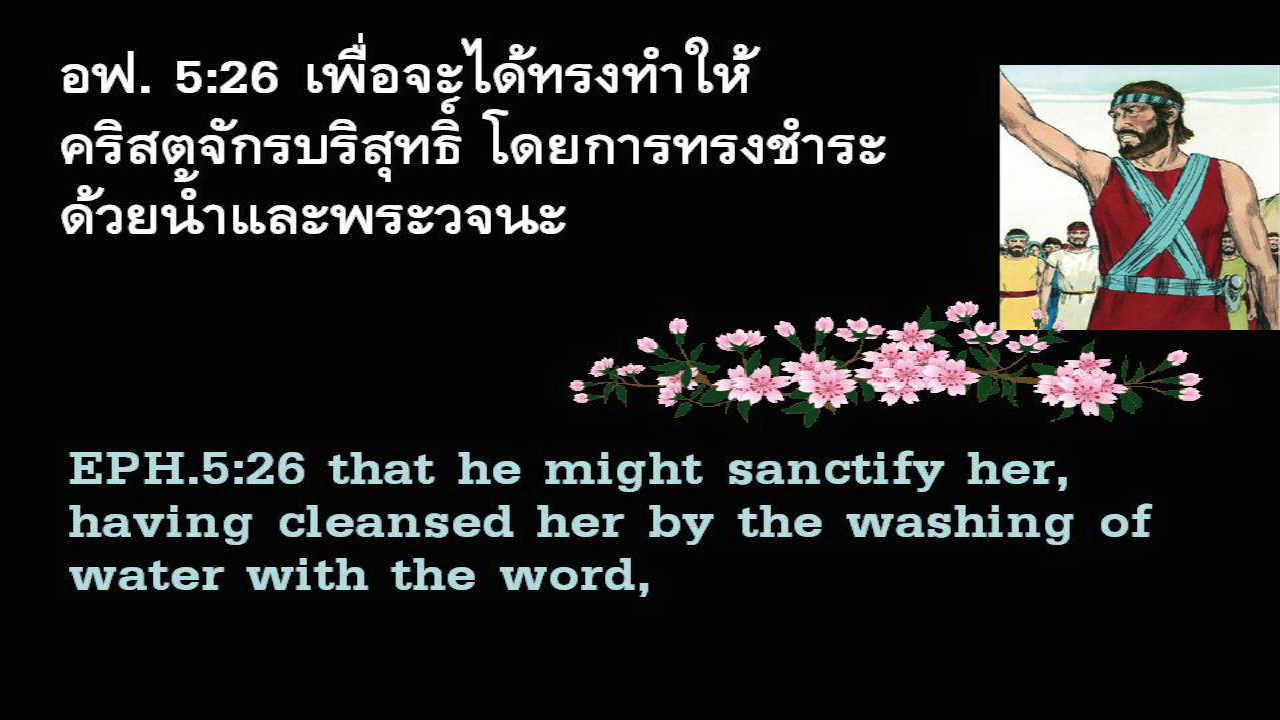 อฟ. 5:26 เพื่อจะได้ทรงทำให้
คริสตจักรบริสุทธิ์ โดยการทรงชำระ
ด้วยน้ำและพระวจนะ
EPH.5:26 that he might sanctify her,
having cleansed her by the washing of
water with the word,